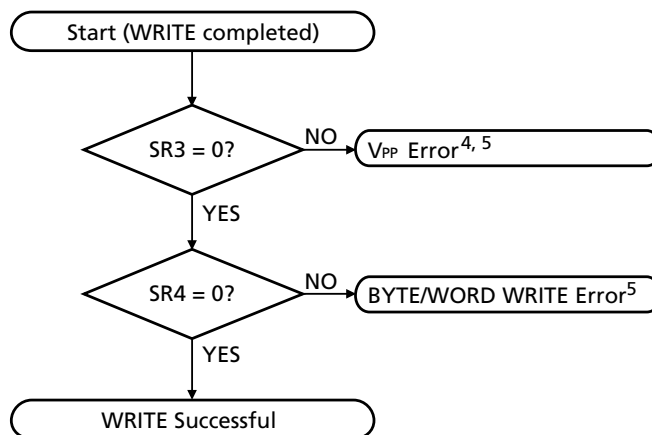 Start (WRITE completed)
SR3 = 0?
NO
VPP Error4, 5
YES
SR4 = 0?
NO
BYTE/WORD WRITE Error5
YES
WRITE Successful